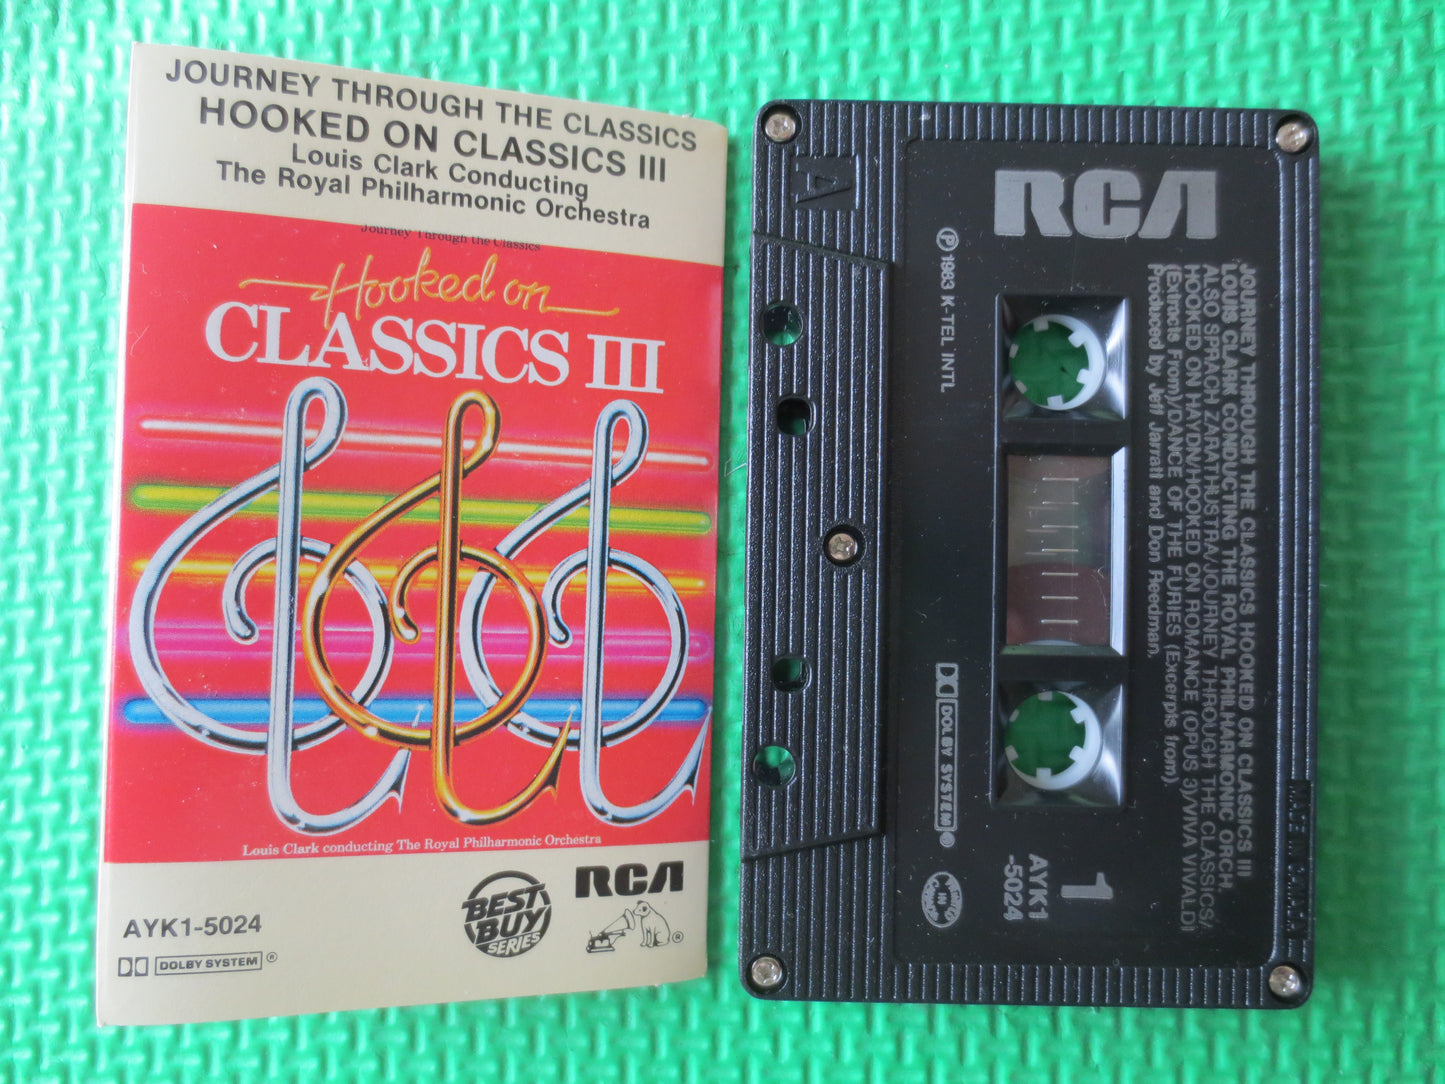 JOURNEY THROUGH THE CLASSICS
HOOKED ON CLASSICS III
Louis Clark Conducting
The Royal Philharmonic Orchestra
Journey Through the Classics
Hooked on
CLASSICS III
Louis Clark conducting The Royal Philharmonic Orchestra
AYK1-5024
DOLBY SYSTEM ®
BEST
BUY
SERIES
RCA
®
A
RCA
℗ 1983 K-TEL INTL
JOURNEY THROUGH THE CLASSICS HOOKED ON CLASSICS III
LOUIS CLARK CONDUCTING THE ROYAL PHILHARMONIC ORCH.
ALSO SPRACH ZARATHUSTRA/JOURNEY THROUGH THE CLASSICS/
HOOKED ON HAYDN/HOOKED ON ROMANCE (OPUS 3)/VIVA VIVALDI
(Extracts From)/DANCE OF THE FURIES (Excerpts from).
Produced by Jeff Jarratt and Don Reedman.
DOLBY SYSTEM ®
AYK1
-5024
1